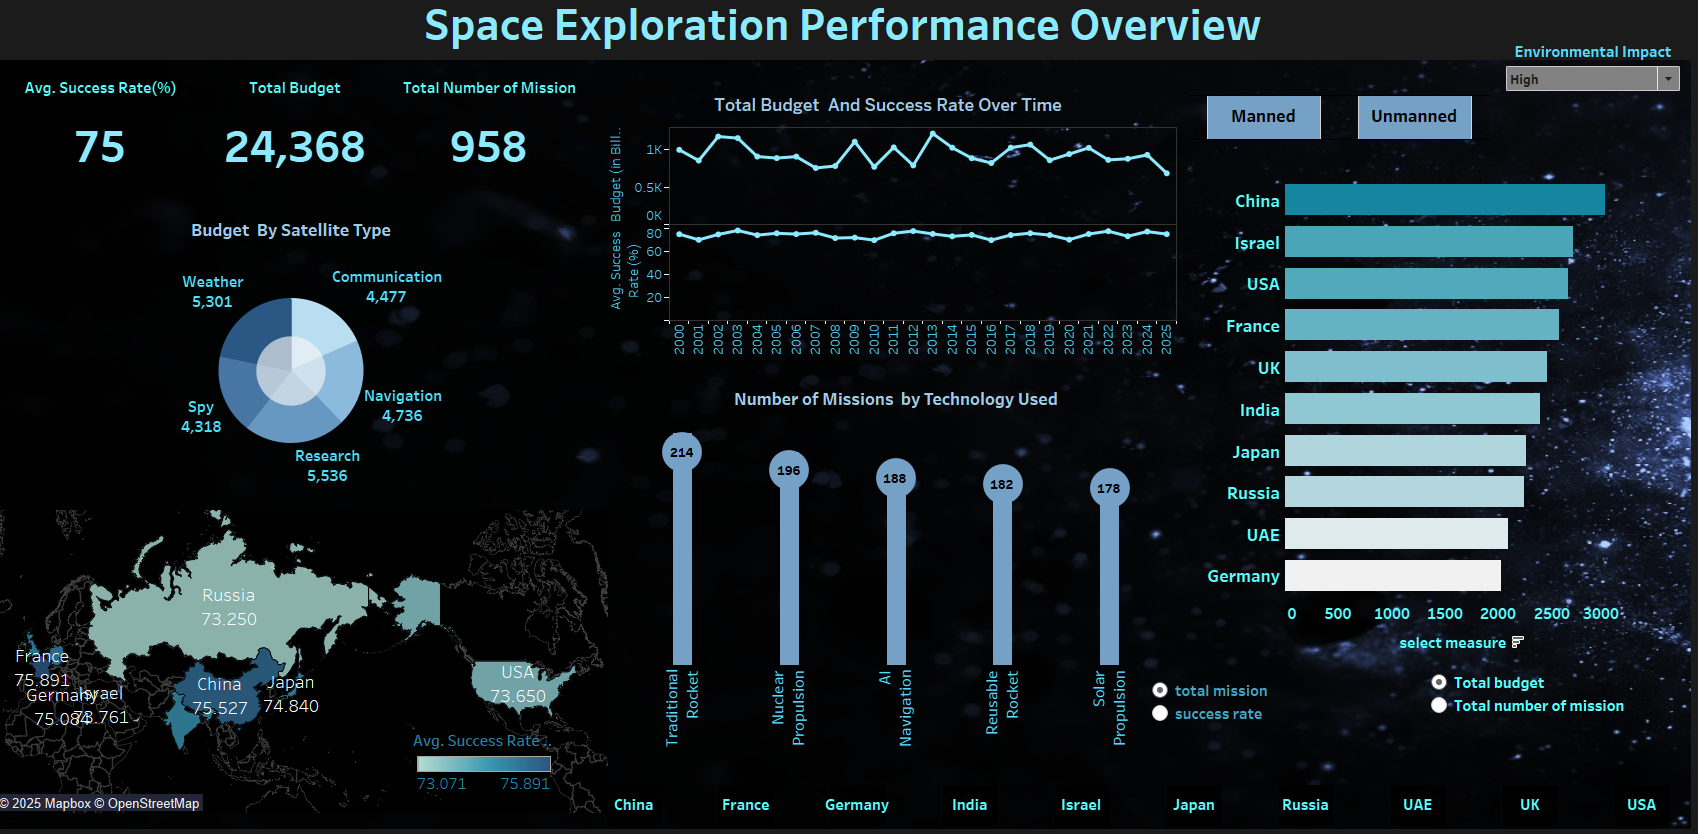 Space Exploration Performance Overview
Environmental Impact
High
Avg. Success Rate(%)
Total Budget
Total Number of Mission
75
24,368
958
Manned
Unmanned
Total Budget And Success Rate Over Time
Budget (in Bill..
1K
0.5K
0K
Avg. Success
Rate (%)
80
60
40
20
2000
2001
2002
2003
2004
2005
2006
2007
2008
2009
2010
2011
2012
2013
2014
2015
2016
2017
2018
2019
2020
2021
2022
2023
2024
2025
Budget By Satellite Type
Weather
5,301
Communication
4,477
Navigation
4,736
Spy
4,318
Research
5,536
Number of Missions by Technology Used
214
196
188
182
178
Traditional
Rocket
Nuclear
Propulsion
AI
Navigation
Reusable
Rocket
Solar
Propulsion
total mission
success rate
China
Israel
USA
France
UK
India
Japan
Russia
UAE
Germany
0
500
1000
1500
2000
2500
3000
select measure
Total budget
Total number of mission
Russia
73.250
France
75.891
Germany
75.084
Israel
73.761
China
75.527
Japan
74.840
USA
73.650
Avg. Success Rate..
73.071
75.891
© 2025 Mapbox © OpenStreetMap
China
France
Germany
India
Israel
Japan
Russia
UAE
UK
USA